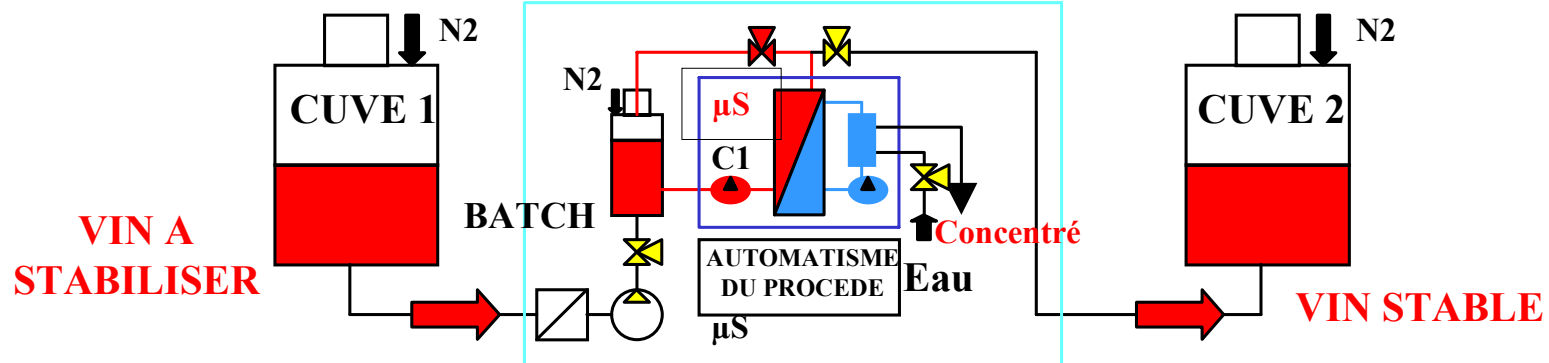 N2
CUVE 1
VIN A
STABILISER
N2
µS
C1
BATCH
Concentré
Eau
AUTOMATISME
DU PROCEDE
µS
N2
CUVE 2
VIN STABLE